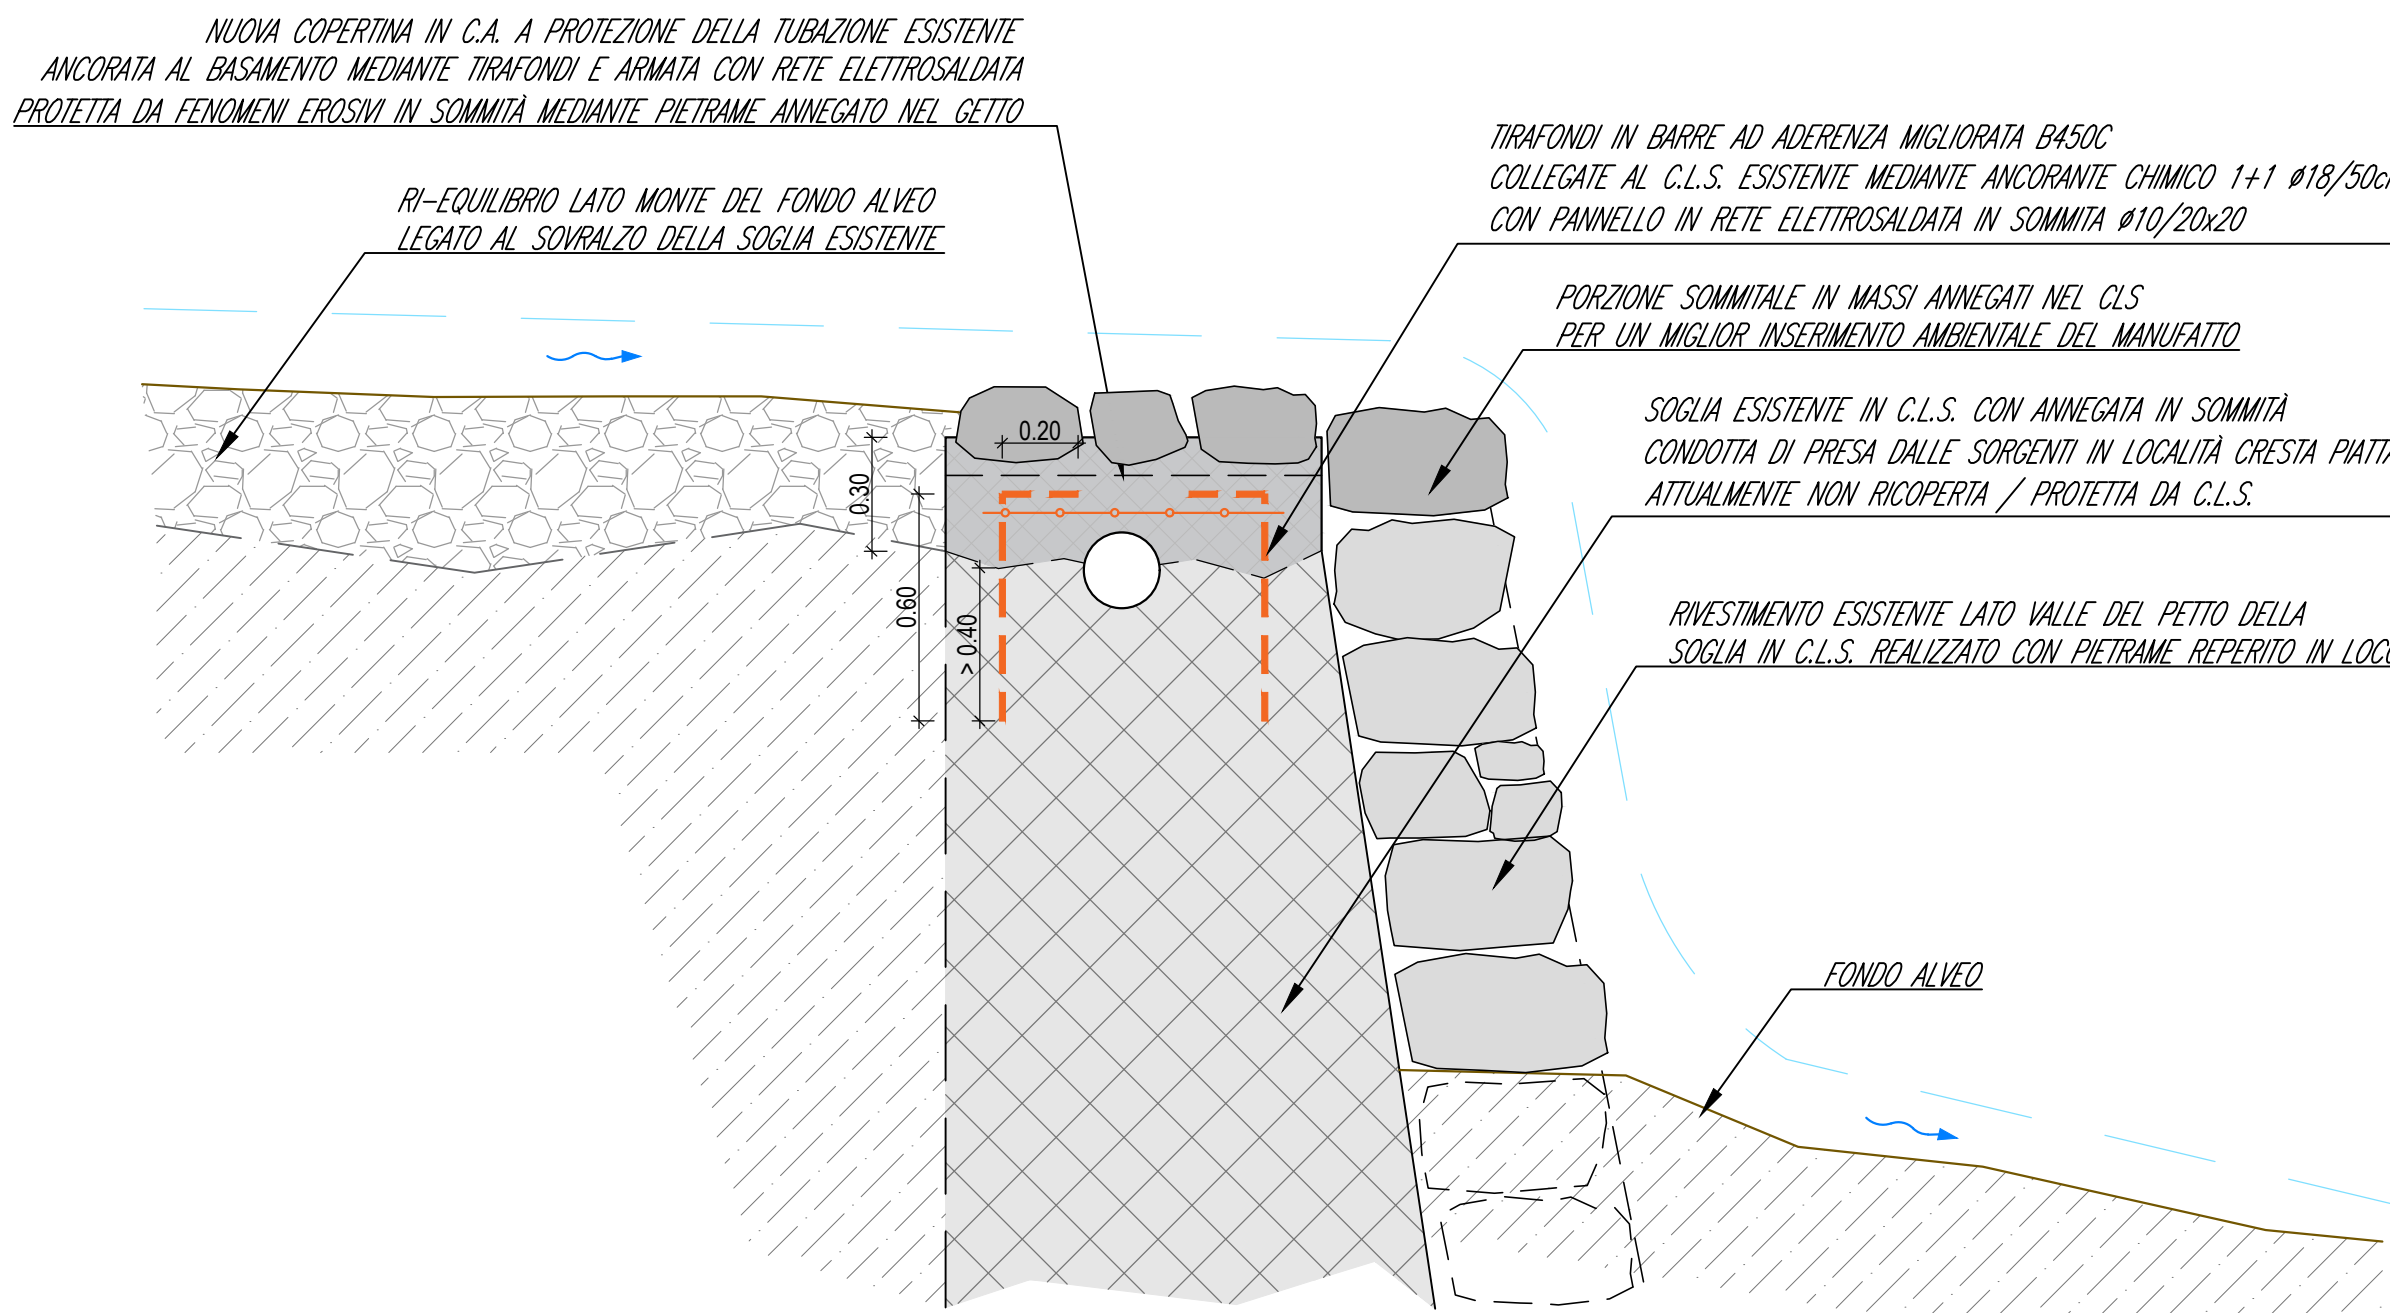 NUOVA COPERTINA IN C.A. A PROTEZIONE DELLA TUBAZIONE ESISTENTE
ANCORATA AL BASAMENTO MEDIANTE TIRAFONDI E ARMATA CON RETE ELETTROSALDATA
PROTETTA DA FENOMENI EROSIVI IN SOMMITÀ MEDIANTE PIETRAME ANNEGATO NEL GETTO
TIRAFONDI IN BARRE AD ADERENZA MIGLIORATA B450C
COLLEGATE AL C.L.S. ESISTENTE MEDIANTE ANCORANTE CHIMICO 1+1 ø18/50c
CON PANNELLO IN RETE ELETTROSALDATA IN SOMMITA ø10/20x20
RI-EQUILIBRIO LATO MONTE DEL FONDO ALVEO
LEGATO AL SOVRALZO DELLA SOGLIA ESISTENTE
PORZIONE SOMMITALE IN MASSI ANNEGATI NEL CLS
PER UN MIGLIOR INSERIMENTO AMBIENTALE DEL MANUFATTO
SOGLIA ESISTENTE IN C.L.S. CON ANNEGATA IN SOMMITÀ
CONDOTTA DI PRESA DALLE SORGENTI IN LOCALITÀ CRESTA PIATTA
ATTUALMENTE NON RICOPERTA / PROTETTA DA C.L.S.
0.20
0.30
0.60
> 0.40
RIVESTIMENTO ESISTENTE LATO VALLE DEL PETTO DELLA
SOGLIA IN C.L.S. REALIZZATO CON PIETRAME REPERITO IN LOCO
FONDO ALVEO